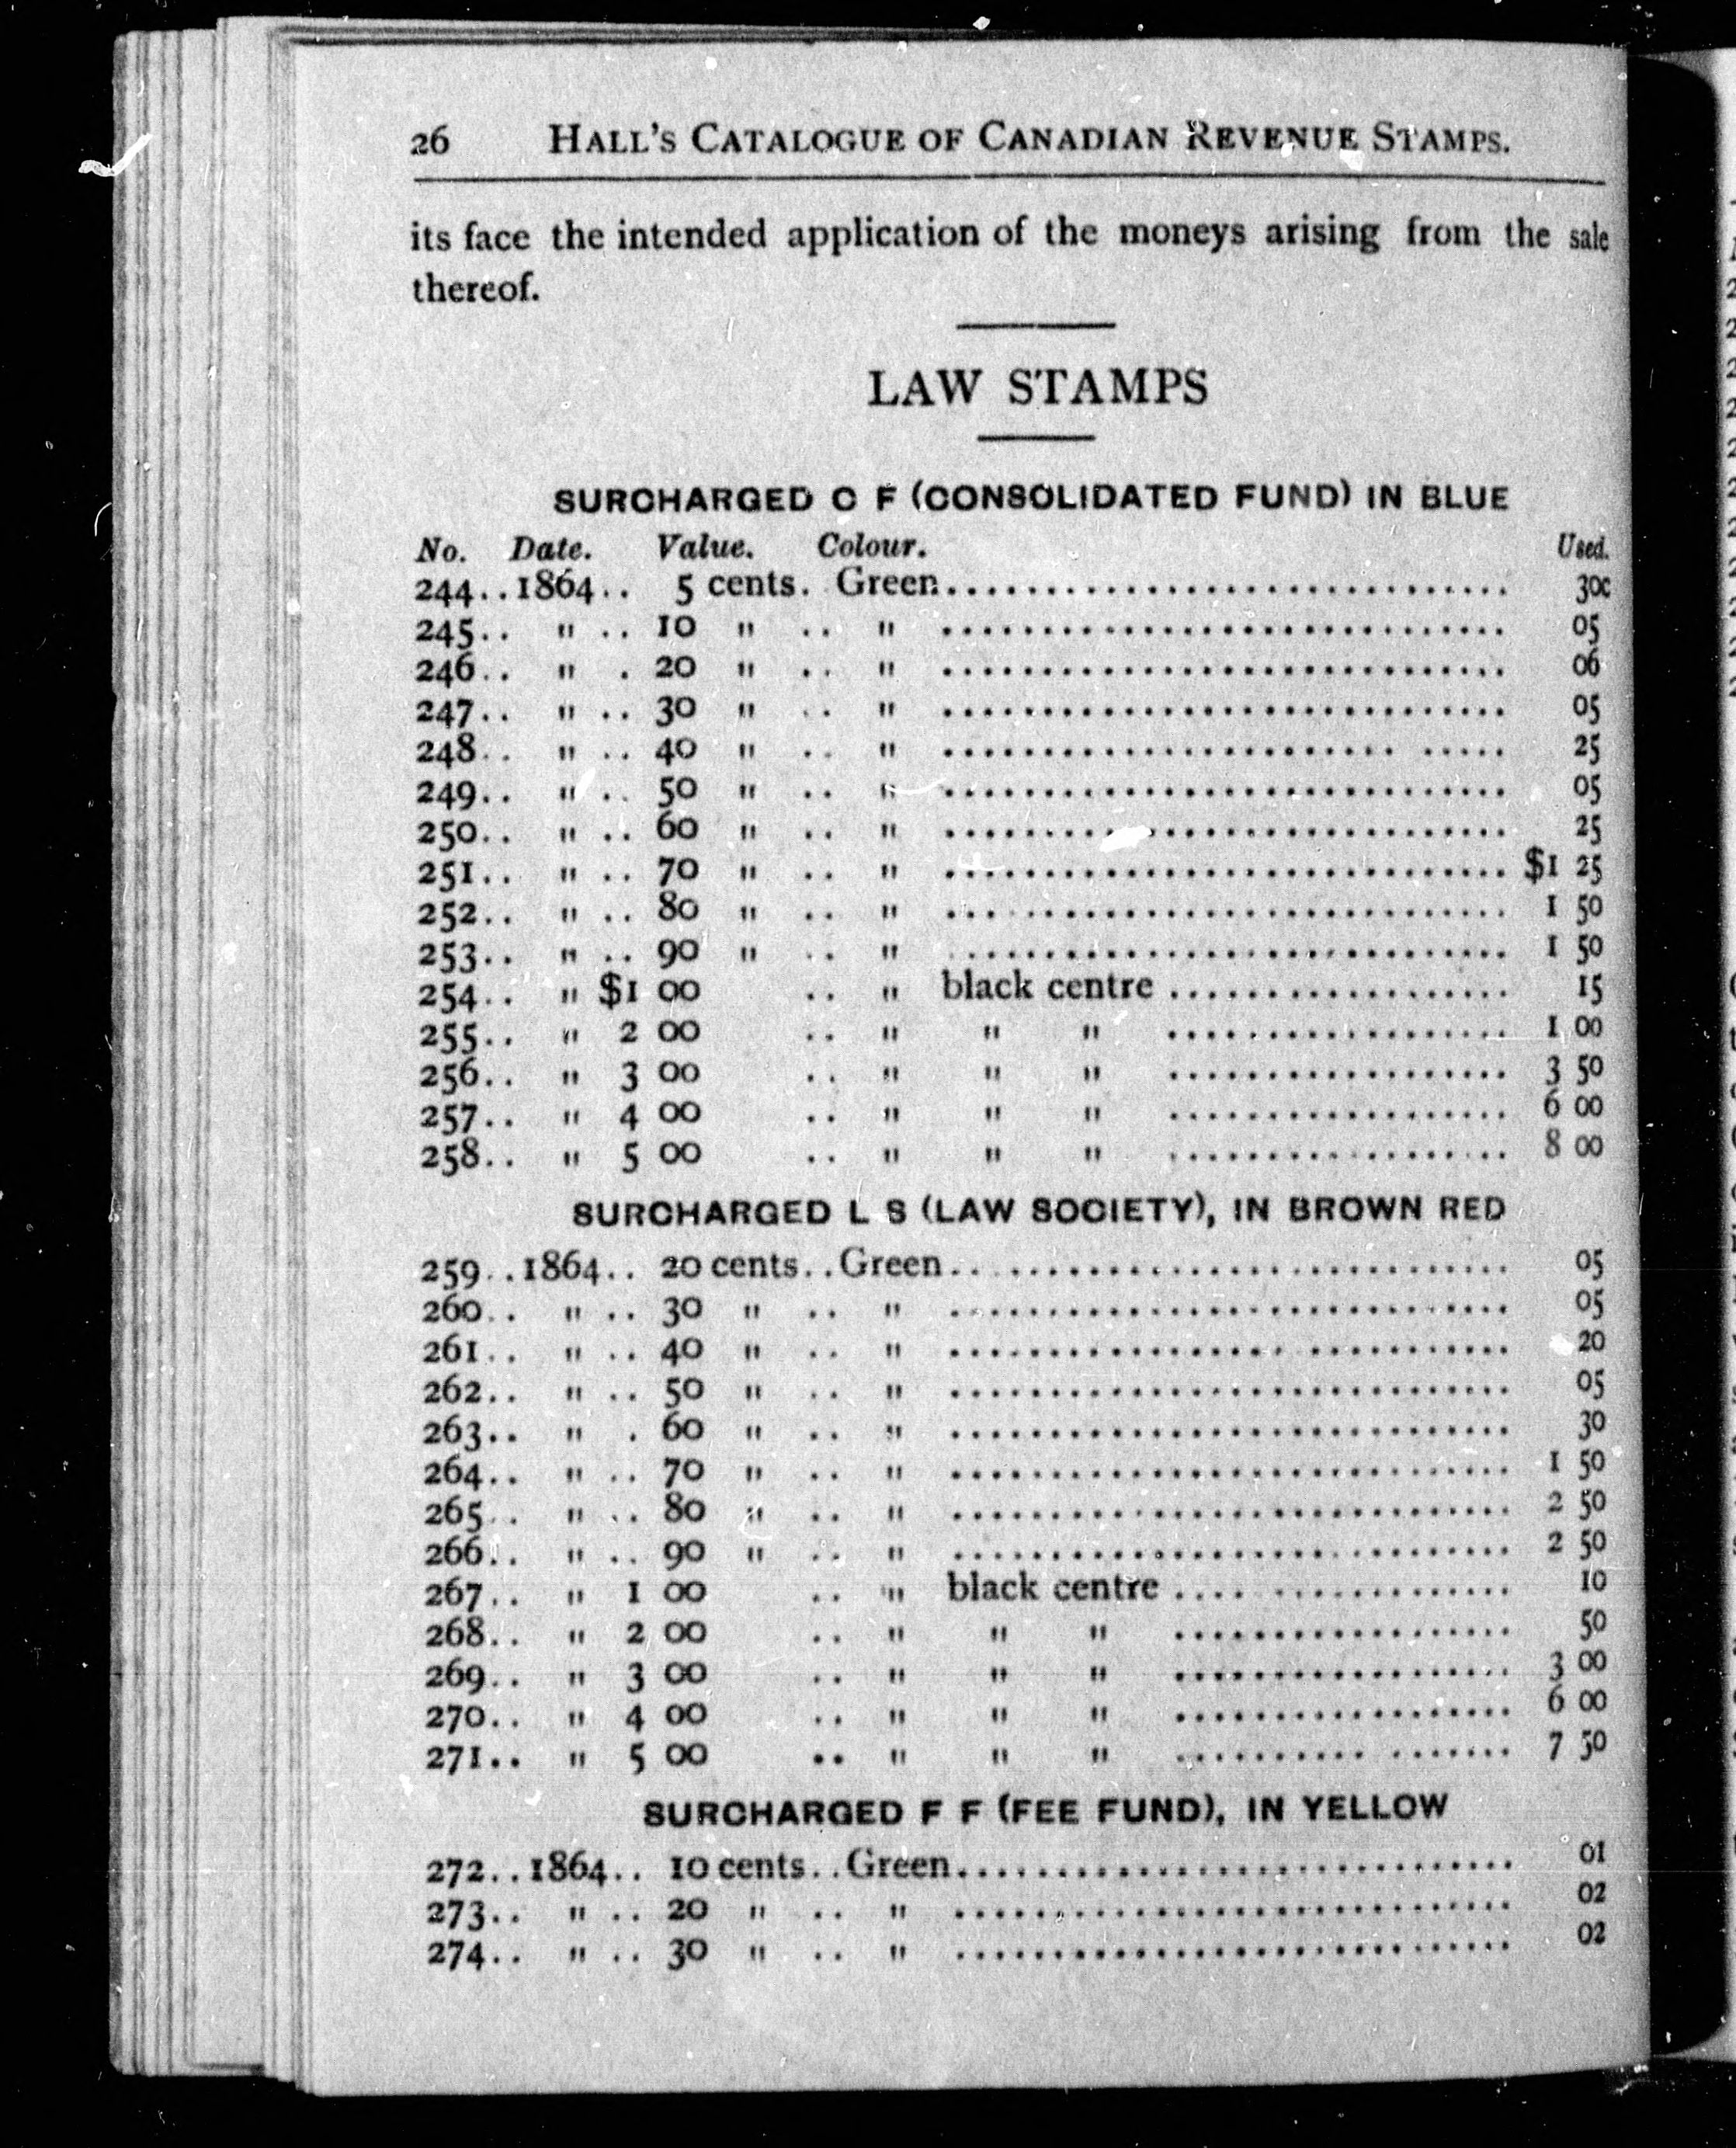 26 HALL'S CATALOGUE OF CANADIAN REVENUE STAMPS.
its face the intended application of the moneys arising from the sale
thereof.
LAW STAMPS
SURCHARGED C F (CONSOLIDATED FUND) IN BLUE
No. Date. Value. Colour. Used.
244..1864.. 5 cents. Green.............................. 30c
245.. " .. 10 " .. " .............................. 05
246.. " . 20 " .. " .............................. 06
247.. " .. 30 " .. " .............................. 05
248.. " .. 40 " .. " .............................. 25
249.. " .. 50 " .. " .............................. 05
250.. " .. 60 " .. " .............................. 25
251.. " .. 70 " .. " .............................. $1 25
252.. " .. 80 " .. " .............................. 1 50
253.. " .. 90 " .. " .............................. 1 50
254.. " $1 00 .. " black centre .................. 15
255.. " 2 00 .. " " " .................. 1 00
256.. " 3 00 .. " " " .................. 3 50
257.. " 4 00 .. " " " .................. 6 00
258.. " 5 00 .. " " " .................. 8 00
SURCHARGED L S (LAW SOCIETY), IN BROWN RED
259..1864.. 20 cents..Green.............................. 05
260.. " .. 30 " .. " .............................. 05
261.. " .. 40 " .. " .............................. 20
262.. " .. 50 " .. " .............................. 05
263.. " . 60 " .. " .............................. 30
264.. " .. 70 " .. " .............................. 1 50
265.. " .. 80 " .. " .............................. 2 50
266.. " .. 90 " .. " .............................. 2 50
267.. " 1 00 .. " black centre .................. 10
268.. " 2 00 .. " " " .................. 50
269.. " 3 00 .. " " " .................. 3 00
270.. " 4 00 .. " " " .................. 6 00
271.. " 5 00 .. " " " .................. 7 50
SURCHARGED F F (FEE FUND), IN YELLOW
272..1864.. 10 cents..Green.............................. 01
273.. " .. 20 " .. " .............................. 02
274.. " .. 30 " .. " .............................. 02